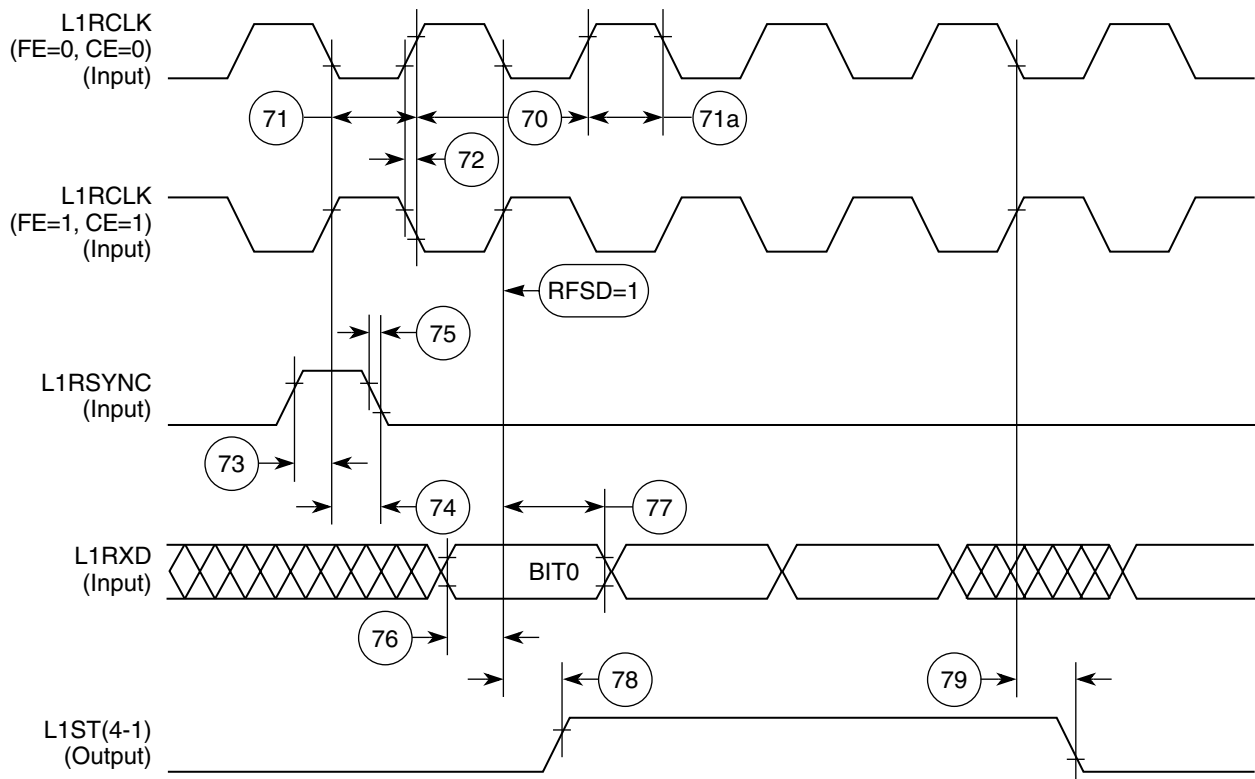 L1RCLK
(FE=0, CE=0)
(Input)
71
70
71a
72
L1RCLK
(FE=1, CE=1)
(Input)
RFSD=1
75
L1RSYNC
(Input)
73
74
77
L1RXD
(Input)
BIT0
76
78
79
L1ST(4-1)
(Output)